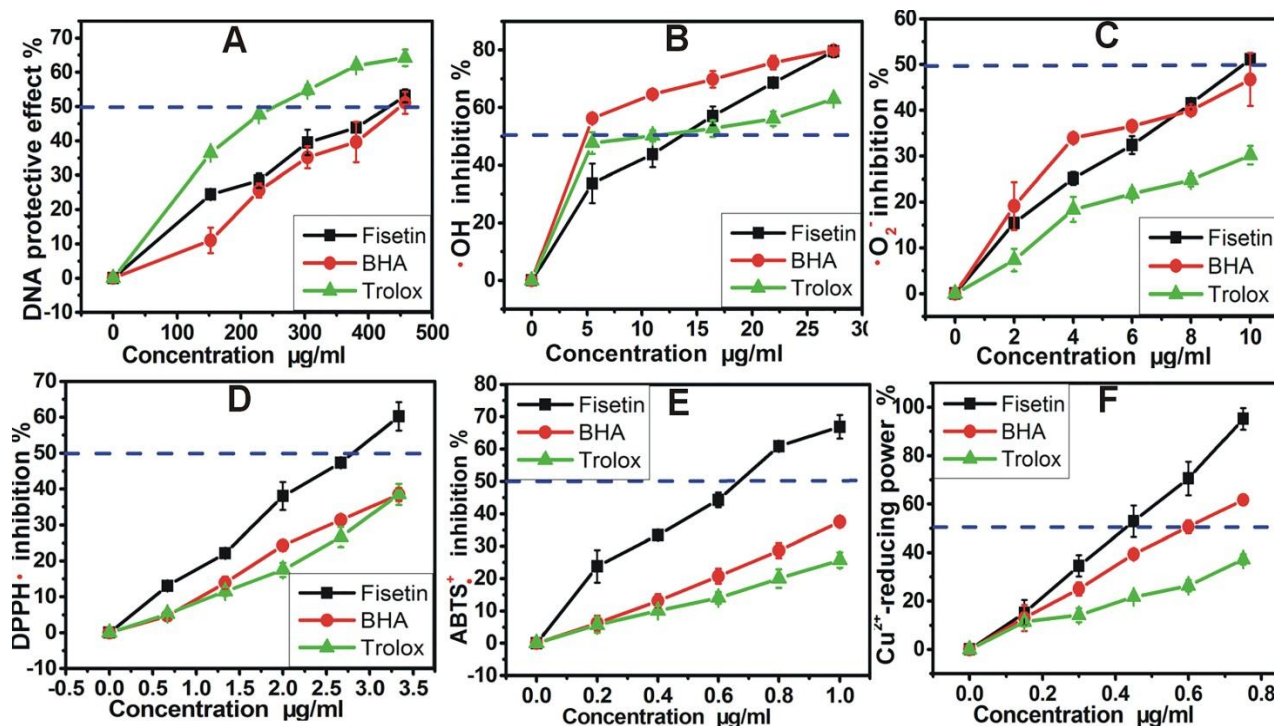 A
DNA protective effect %
70
60
50
40
30
20
10
0
-10
Fisetin
BHA
Trolox
0 100 200 300 400 500
Concentration µg/ml
B
·OH inhibition %
80
60
40
20
0
Fisetin
BHA
Trolox
0 5 10 15 20 25 30
Concentration µg/ml
C
·O2- inhibition %
60
50
40
30
20
10
0
Fisetin
BHA
Trolox
0 2 4 6 8 10
Concentration µg/ml
D
DPPH· inhibition %
70
60
50
40
30
20
10
0
-10
Fisetin
BHA
Trolox
-0.5 0.0 0.5 1.0 1.5 2.0 2.5 3.0 3.5
Concentration µg/ml
E
ABTS+· inhibition %
80
70
60
50
40
30
20
10
0
-10
Fisetin
BHA
Trolox
0.0 0.2 0.4 0.6 0.8 1.0
Concentration µg/ml
F
Cu2+-reducing power %
100
80
60
40
20
0
Fisetin
BHA
Trolox
0.0 0.2 0.4 0.6 0.8
Concentration µg/ml